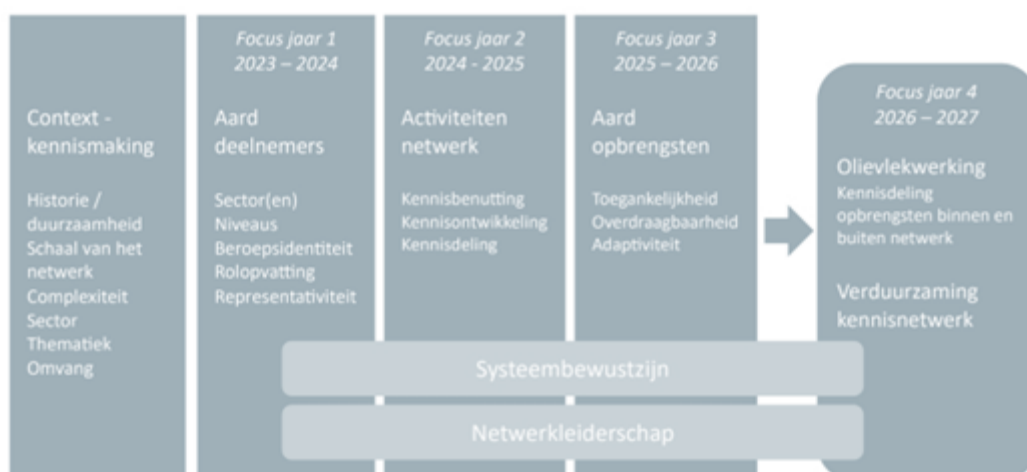 Context -
kennismaking
Historie /
duurzaamheid
Schaal van het
netwerk
Complexiteit
Sector
Thematiek
Omvang
Focus jaar 1
2023 – 2024
Aard
deelnemers
Sector(en)
Niveaus
Beroepsidentiteit
Rolopvatting
Representativiteit
Focus jaar 2
2024 - 2025
Activiteiten
netwerk
Kennisbenutting
Kennisontwikkeling
Kennisdeling
Focus jaar 3
2025 – 2026
Aard
opbrengsten
Toegankelijkheid
Overdraagbaarheid
Adaptiviteit
Focus jaar 4
2026 – 2027
Olievlekwerking
Kennisdeling
opbrengsten binnen en
buiten netwerk
Verduurzaming
kennisnetwerk
Systeembewustzijn
Netwerkleiderschap